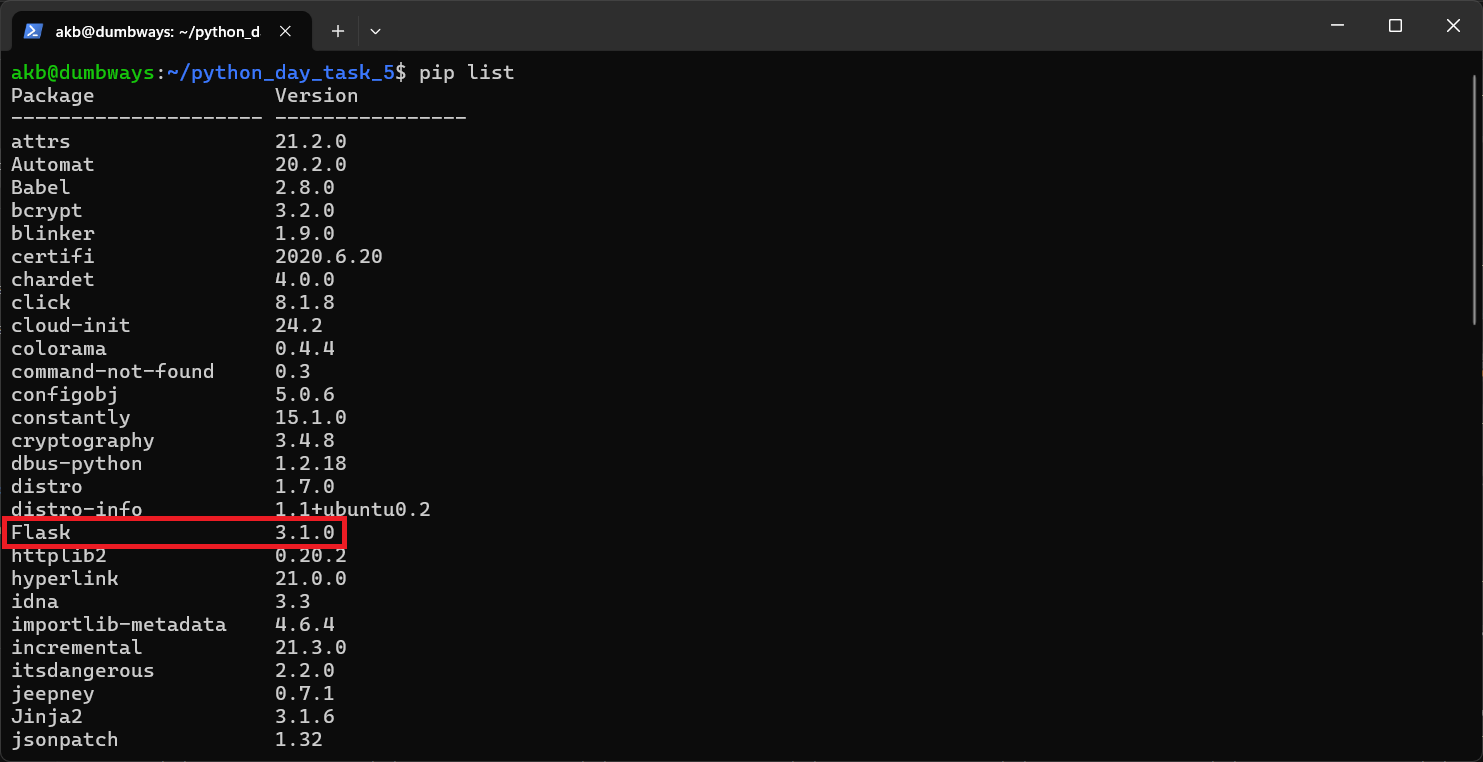 akb@dumbways: ~/python_d
akb@dumbways:~/python_day_task_5$ pip list
Package Version
--------------------- ----------------
attrs 21.2.0
Automat 20.2.0
Babel 2.8.0
bcrypt 3.2.0
blinker 1.9.0
certifi 2020.6.20
chardet 4.0.0
click 8.1.8
cloud-init 24.2
colorama 0.4.4
command-not-found 0.3
configobj 5.0.6
constantly 15.1.0
cryptography 3.4.8
dbus-python 1.2.18
distro 1.7.0
distro-info 1.1+ubuntu0.2
Flask 3.1.0
httplib2 0.20.2
hyperlink 21.0.0
idna 3.3
importlib-metadata 4.6.4
incremental 21.3.0
itsdangerous 2.2.0
jeepney 0.7.1
Jinja2 3.1.6
jsonpatch 1.32